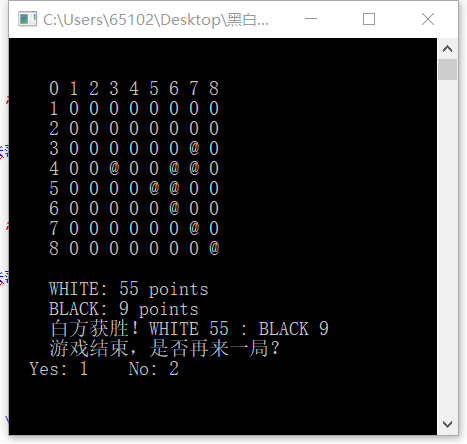 C:\Users\65102\Desktop\黑白...
0 1 2 3 4 5 6 7 8
1 0 0 0 0 0 0 0 0
2 0 0 0 0 0 0 0 0
3 0 0 0 0 0 0 @ 0
4 0 0 @ 0 0 @ @ 0
5 0 0 0 0 @ @ 0 0
6 0 0 0 0 0 @ 0 0
7 0 0 0 0 0 0 @ 0
8 0 0 0 0 0 0 0 @
WHITE: 55 points
BLACK: 9 points
白方获胜! WHITE 55 : BLACK 9
游戏结束，是否再来一局?
Yes: 1 No: 2